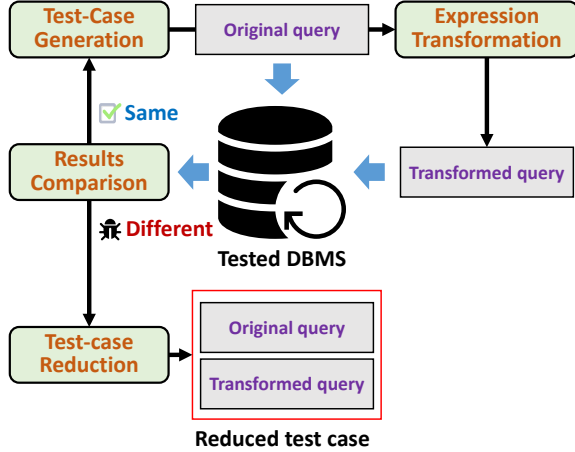 Test-Case
Generation
Original query
Expression
Transformation
Same
Results
Comparison
Transformed query
Different
Tested DBMS
Test-case
Reduction
Original query
Transformed query
Reduced test case